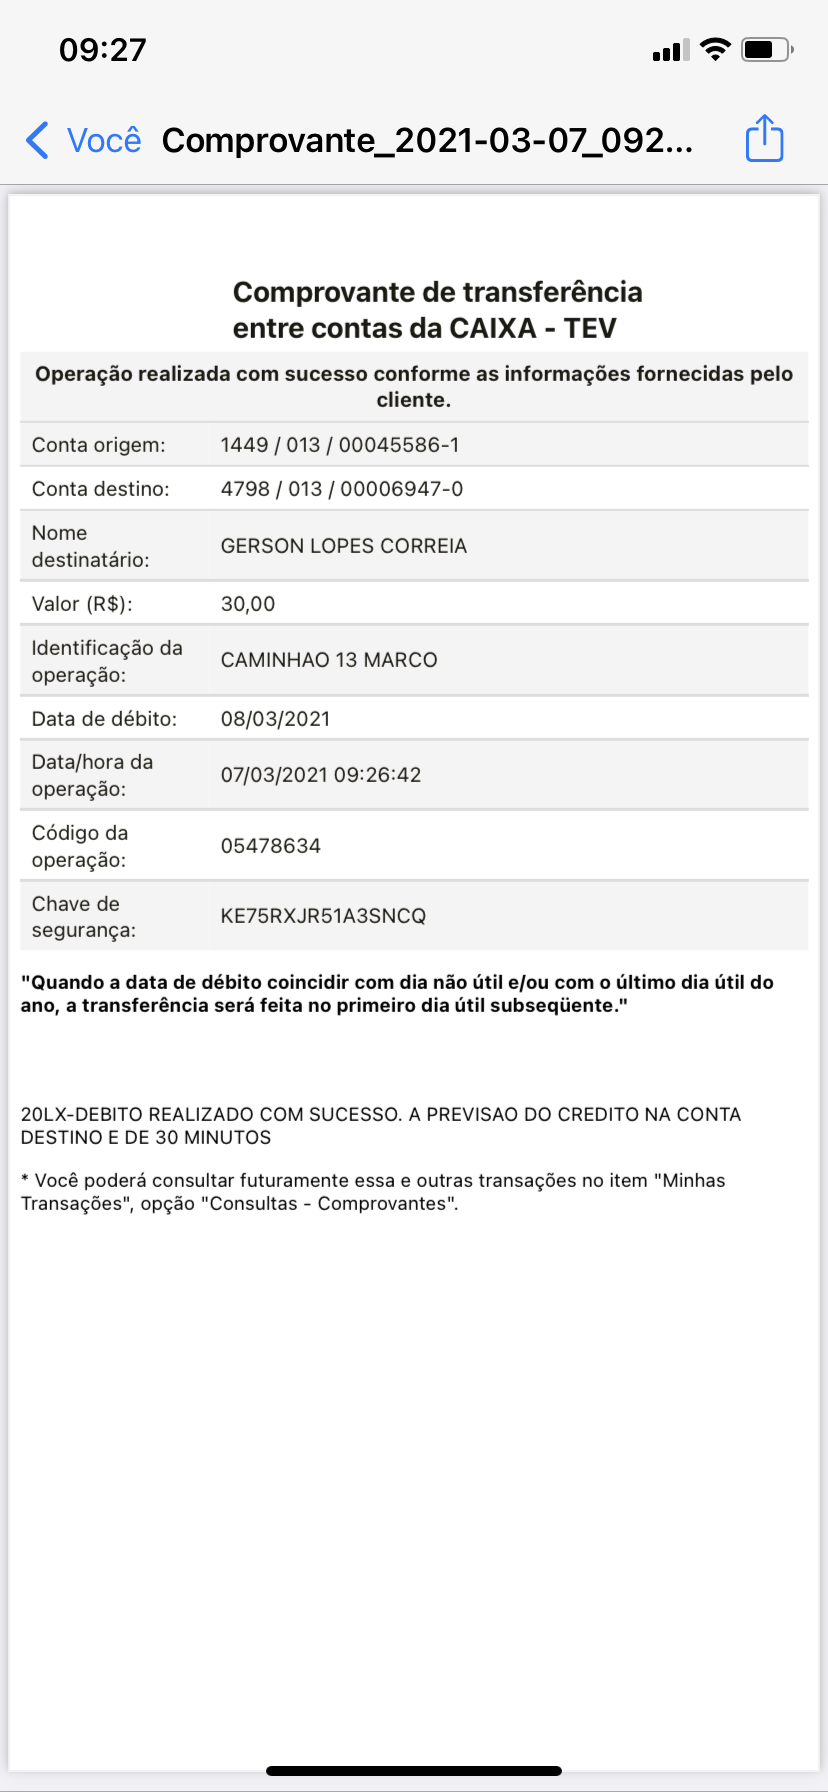 09:27
Você Comprovante_2021-03-07_092...
Comprovante de transferência
entre contas da CAIXA - TEV
Operação realizada com sucesso conforme as informações fornecidas pelo
cliente.
Conta origem: 1449 / 013 / 00045586-1
Conta destino: 4798 / 013 / 00006947-0
Nome
destinatário: GERSON LOPES CORREIA
Valor (R$): 30,00
Identificação da
operação: CAMINHAO 13 MARCO
Data de débito: 08/03/2021
Data/hora da
operação: 07/03/2021 09:26:42
Código da
operação: 05478634
Chave de
segurança: KE75RXJR51A3SNCQ
"Quando a data de débito coincidir com dia não útil e/ou com o último dia útil do
ano, a transferência será feita no primeiro dia útil subseqüente."
20LX-DEBITO REALIZADO COM SUCESSO. A PREVISAO DO CREDITO NA CONTA
DESTINO E DE 30 MINUTOS
* Você poderá consultar futuramente essa e outras transações no item "Minhas
Transações", opção "Consultas - Comprovantes".